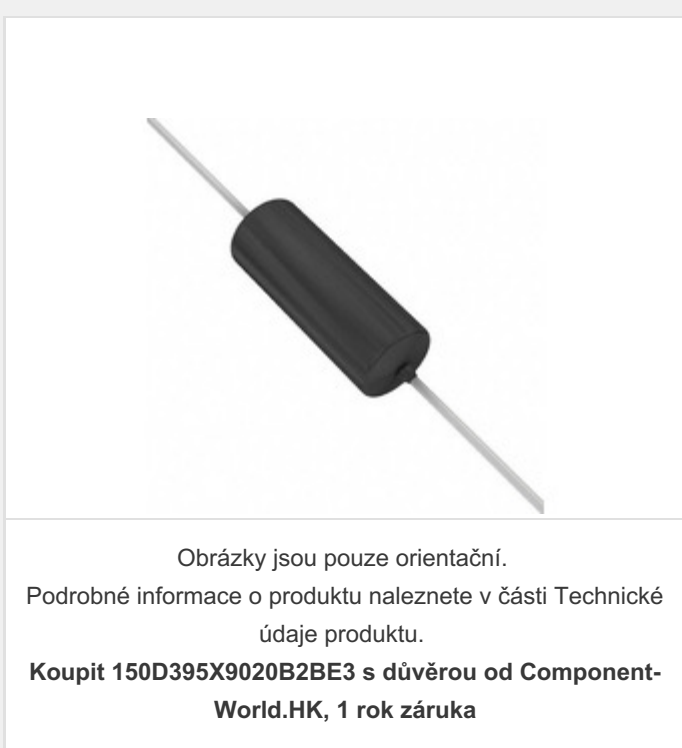 Obrázky jsou pouze orientační.
Podrobné informace o produktu naleznete v části Technické
údaje produktu.
Koupit 150D395X9020B2BE3 s důvěrou od Component-
World.HK, 1 rok záruka